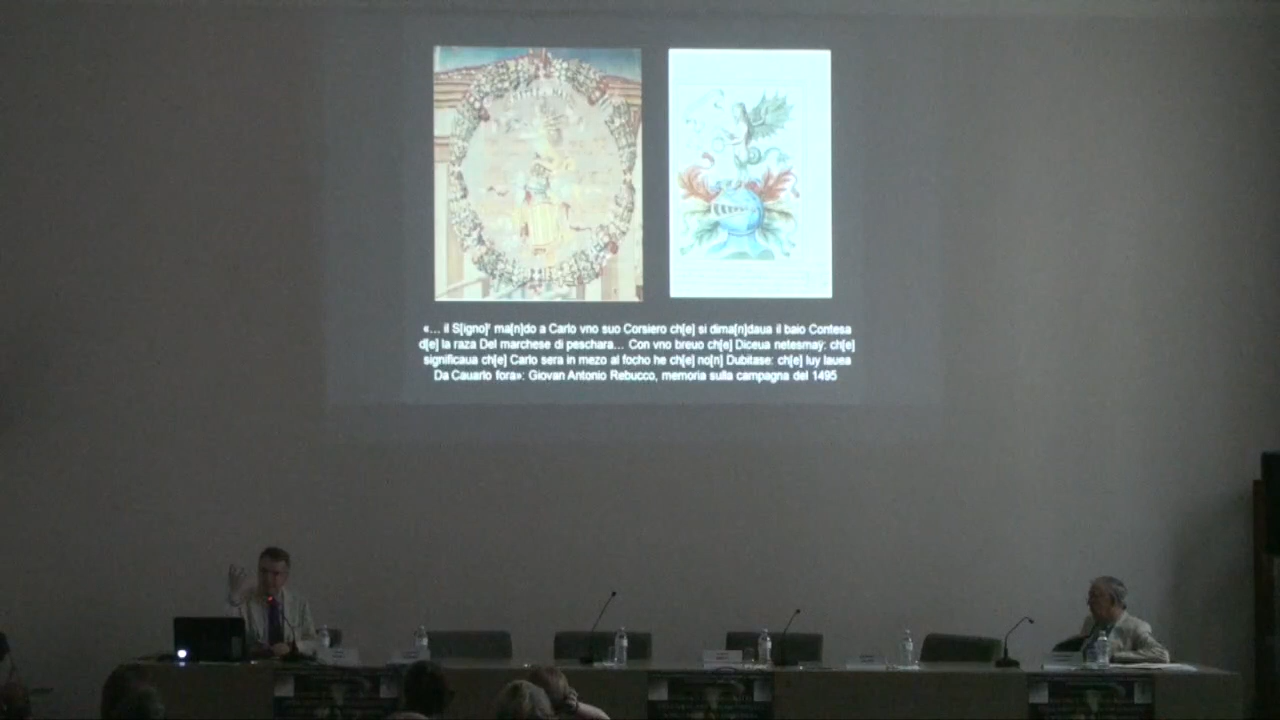 «... il S[igno]r ma[n]do a Carlo vno suo Corsiero ch[e] si dima[n]daua il baio Contesa
d[e] la raza Del marchese di peschara... Con vno breuo ch[e] Diceua netesmaÿ: ch[e]
significaua ch[e] Carlo sera in mezo al focho he ch[e] no[n] Dubitase: ch[e] luy lauea
Da Cauarlo fora»: Giovan Antonio Rebucco, memoria sulla campagna del 1495